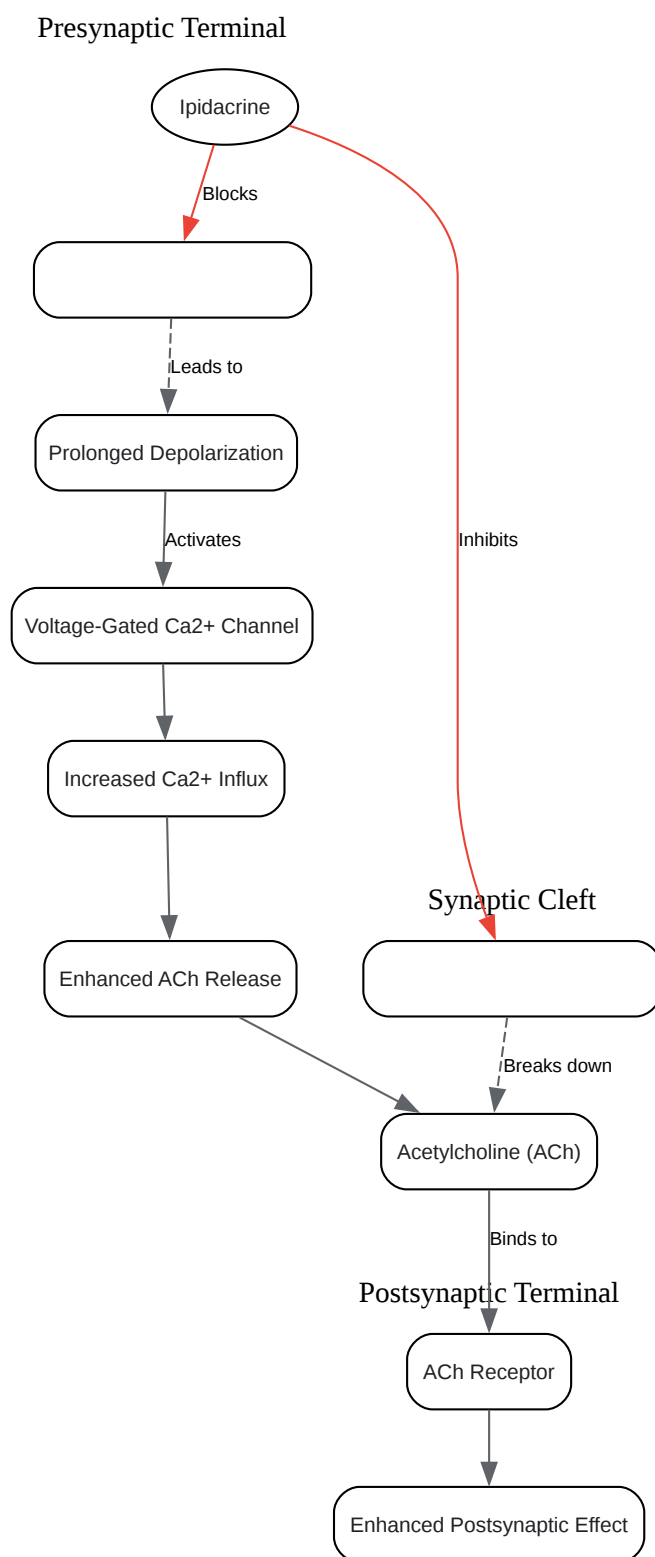 Presynaptic Terminal
Ipidacrine
Blocks
Leads to
Prolonged Depolarization
Activates
Inhibits
Voltage-Gated Ca2+ Channel
Increased Ca2+ Influx
Synaptic Cleft
Enhanced ACh Release
Breaks down
Acetylcholine (ACh)
Binds to
Postsynaptic Terminal
ACh Receptor
Enhanced Postsynaptic Effect